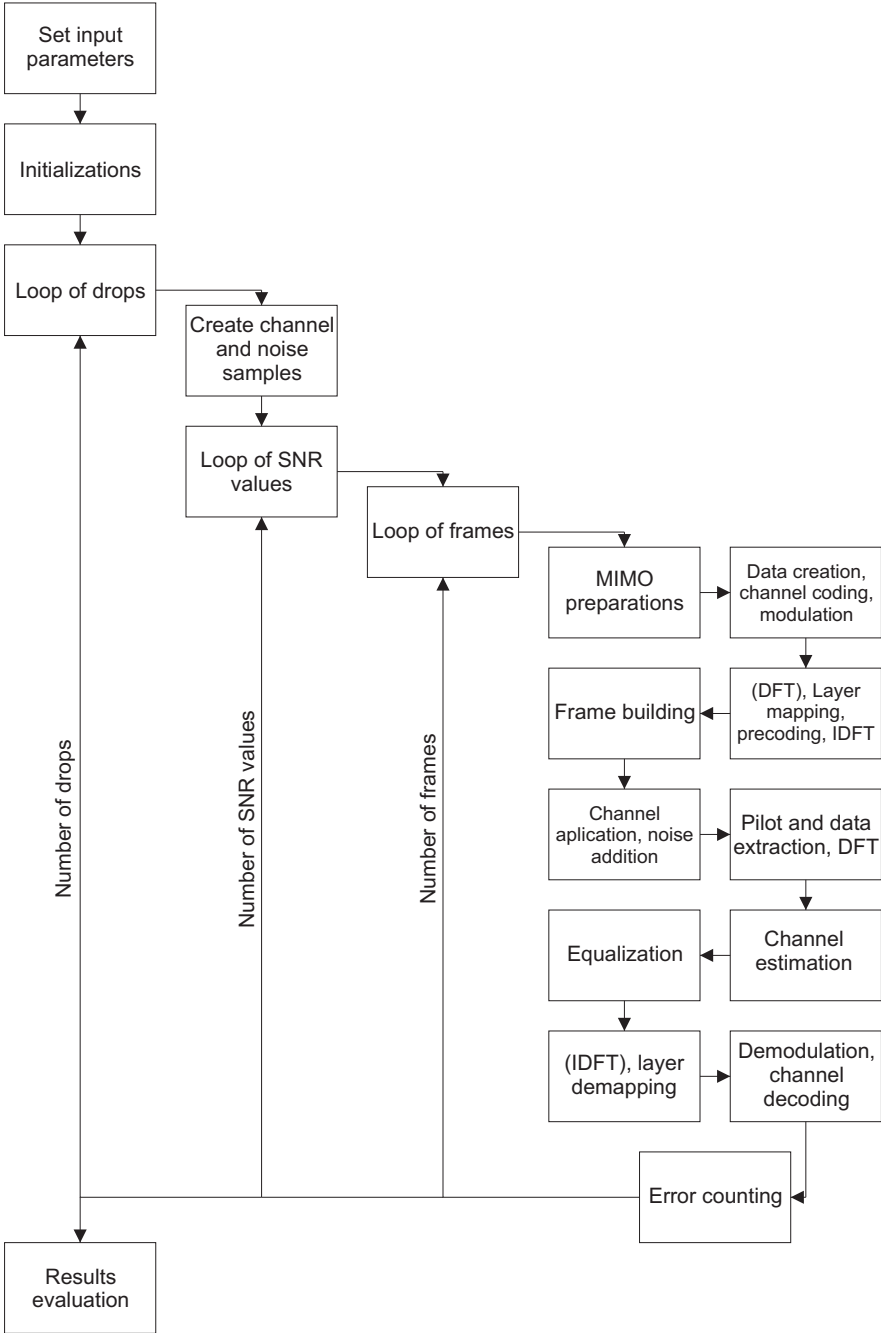 Set input
parameters
Initializations
Loop of drops
Create channel
and noise
samples
Loop of SNR
values
Loop of frames
MIMO
preparations
Data creation,
channel coding,
modulation
(DFT), Layer
mapping,
precoding, IDFT
Frame building
Channel
aplication, noise
addition
Pilot and data
extraction, DFT
Channel
estimation
Equalization
(IDFT), layer
demapping
Demodulation,
channel
decoding
Error counting
Number of drops
Number of SNR values
Number of frames
Results
evaluation